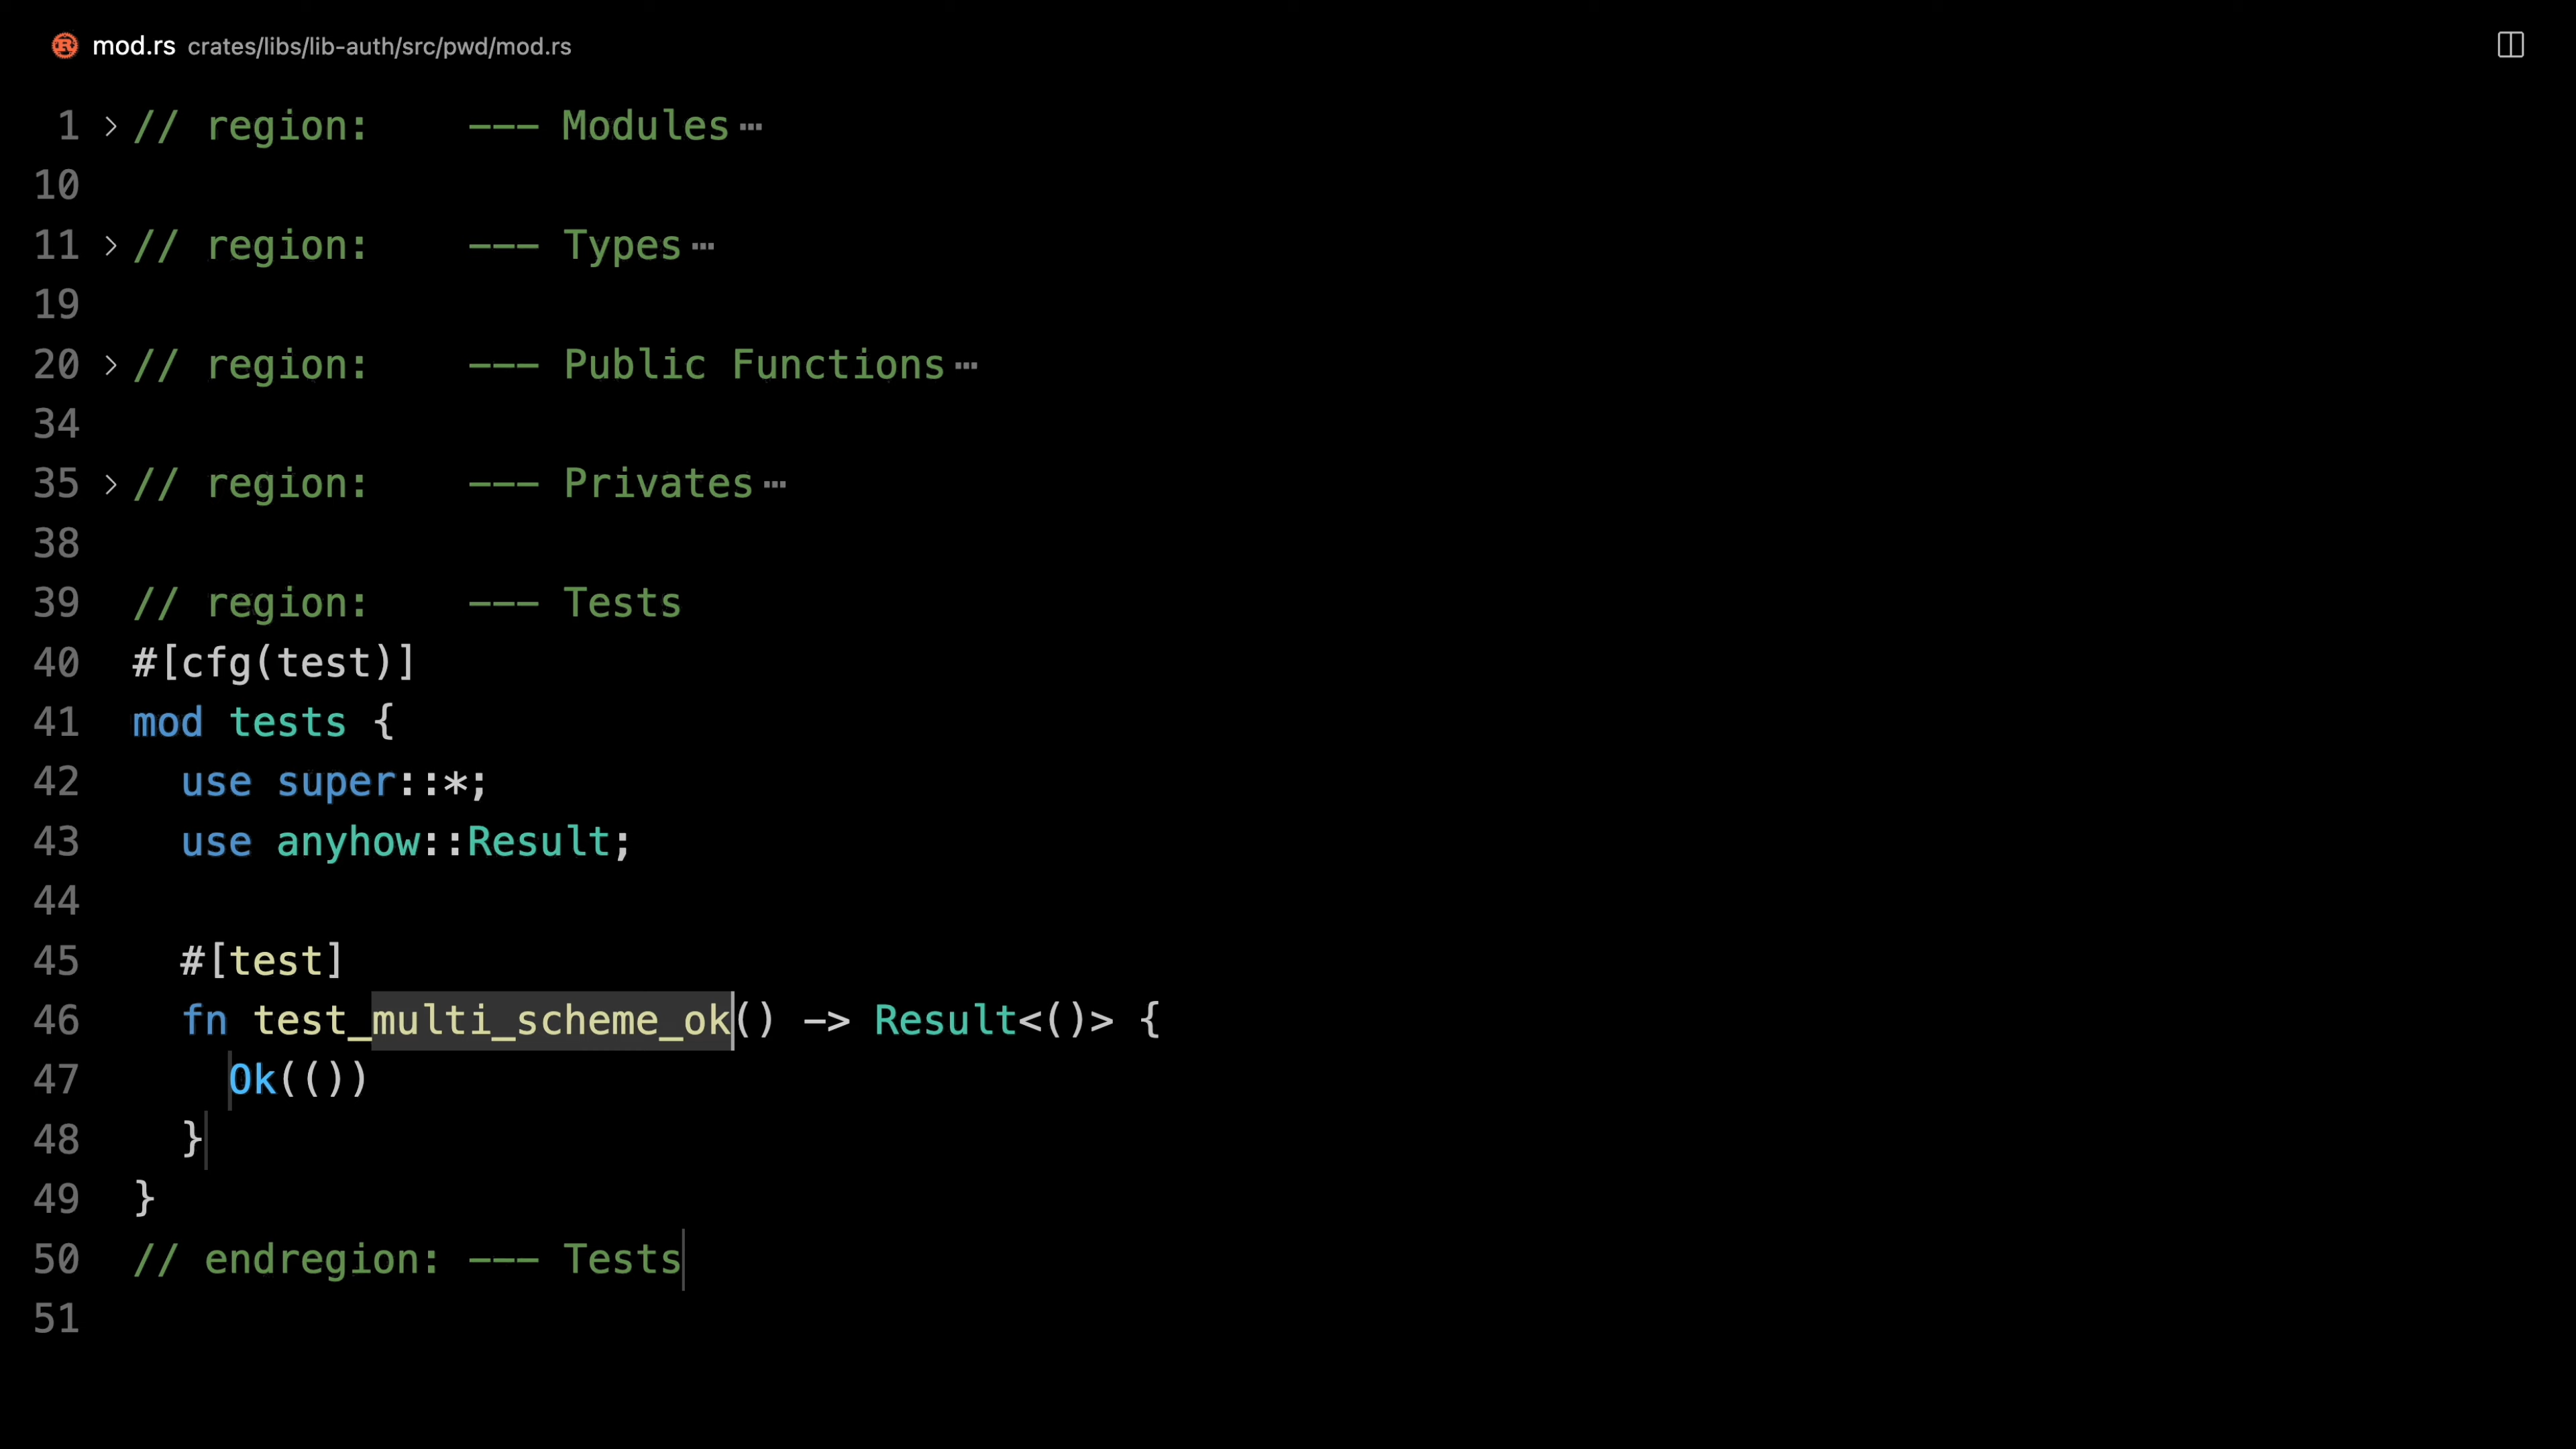 mod.rs crates/libs/lib-auth/src/pwd/mod.rs
1 > // region:    --- Modules⋯
10
11 > // region:    --- Types⋯
19
20 > // region:    --- Public Functions⋯
34
35 > // region:    --- Privates⋯
38
39 // region:    --- Tests
40 #[cfg(test)]
41 mod tests {
42   use super::*;
43   use anyhow::Result;
44
45   #[test]
46   fn test_multi_scheme_ok() -> Result<()> {
47     Ok(())
48   }
49 }
50 // endregion: --- Tests
51